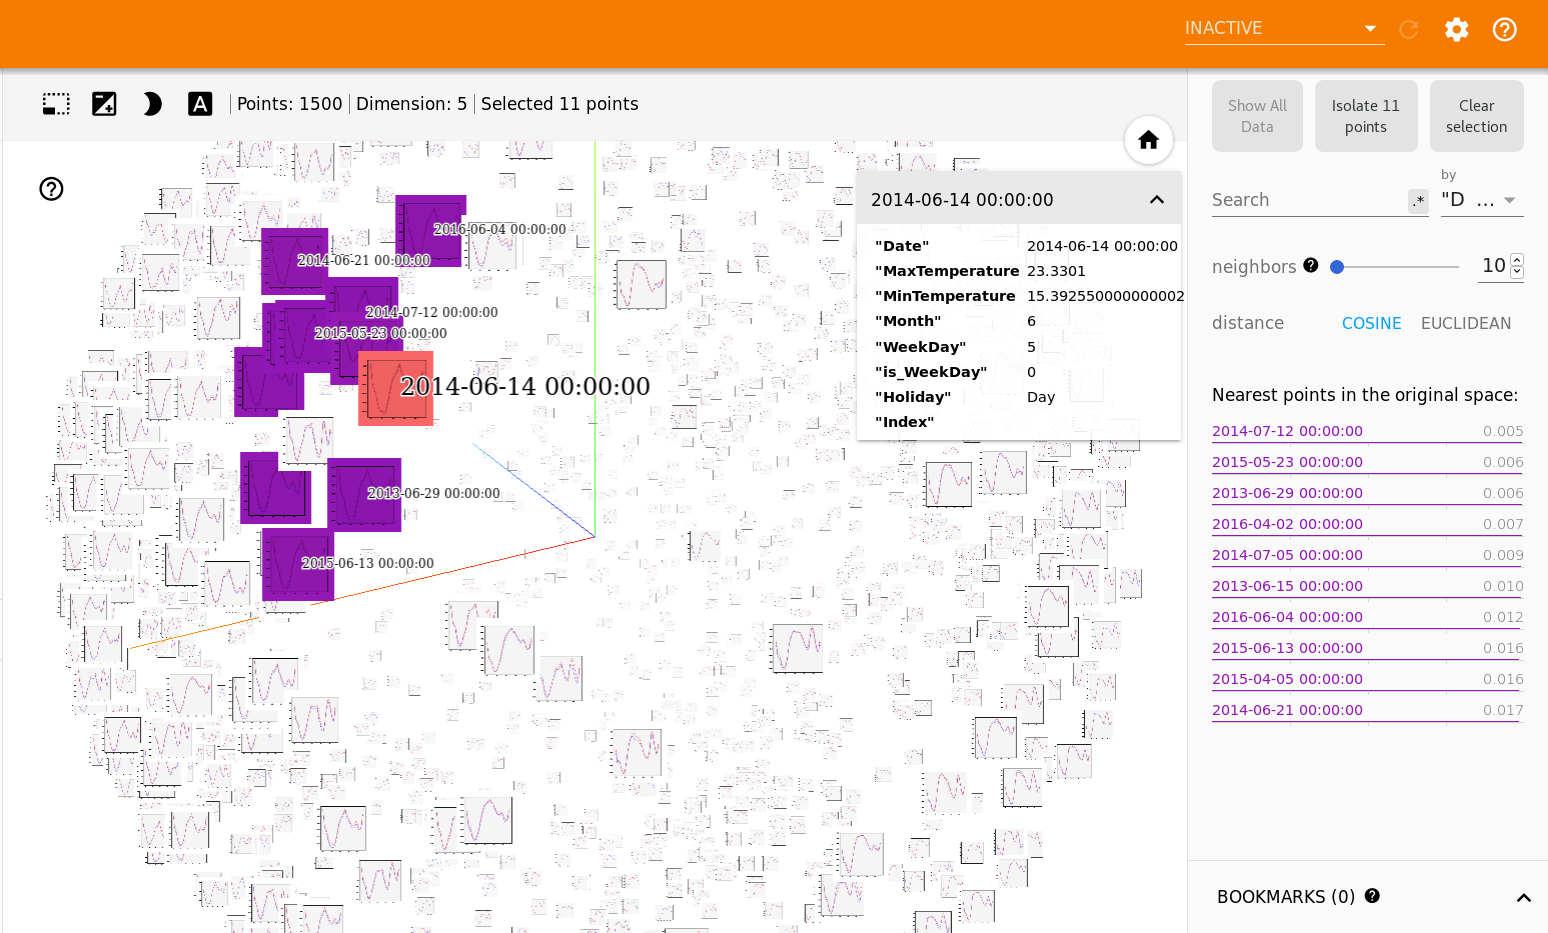 INACTIVE
Points: 1500 | Dimension: 5 | Selected 11 points
Show All Data
Isolate 11 points
Clear selection
by
Search
.*
"D ...
neighbors
10
distance
COSINE
EUCLIDEAN
Nearest points in the original space:
2014-07-12 00:00:00 0.005
2015-05-23 00:00:00 0.006
2013-06-29 00:00:00 0.006
2016-04-02 00:00:00 0.007
2014-07-05 00:00:00 0.009
2013-06-15 00:00:00 0.010
2016-06-04 00:00:00 0.012
2015-06-13 00:00:00 0.016
2015-04-05 00:00:00 0.016
2014-06-21 00:00:00 0.017
BOOKMARKS (0)
2014-06-14 00:00:00
"Date" 2014-06-14 00:00:00
"MaxTemperature 23.3301
"MinTemperature 15.392550000000002
"Month" 6
"WeekDay" 5
"is_WeekDay" 0
"Holiday" Day
"Index"
2016-06-04 00:00:00
2014-06-21 00:00:00
2014-07-12 00:00:00
2015-05-23 00:00:00
2014-06-14 00:00:00
2013-06-29 00:00:00
2015-06-13 00:00:00